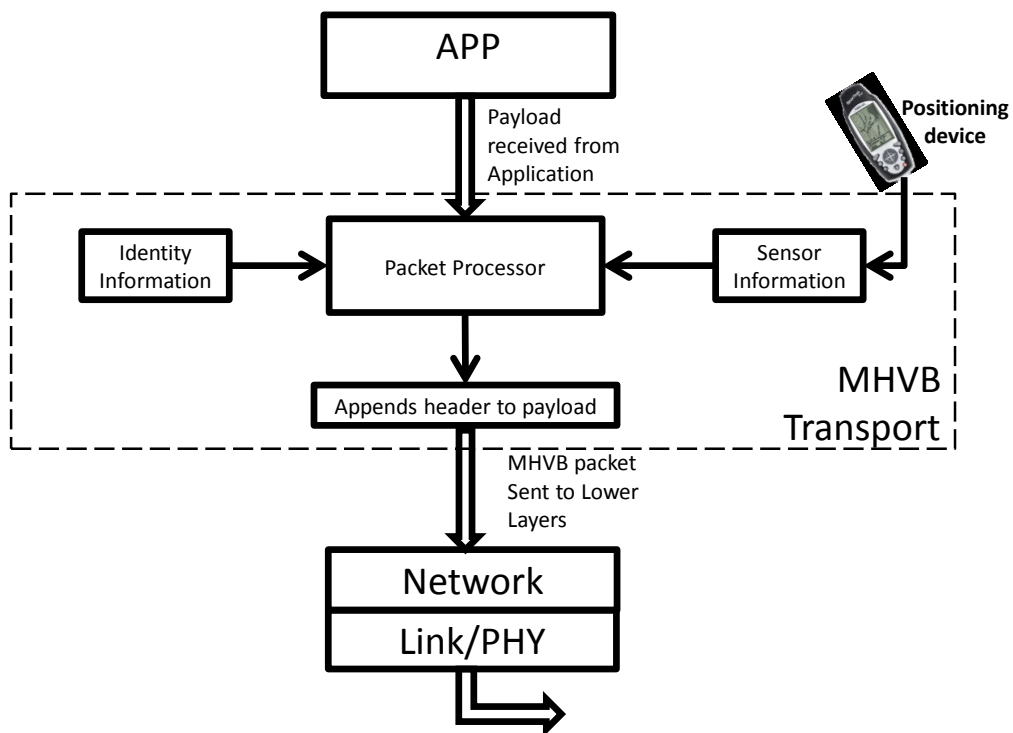 APP
Payload
received from
Application
Positioning
device
Identity
Information
Packet Processor
Sensor
Information
Appends header to payload
MHVB
Transport
MHVB packet
Sent to Lower
Layers
Network
Link/PHY